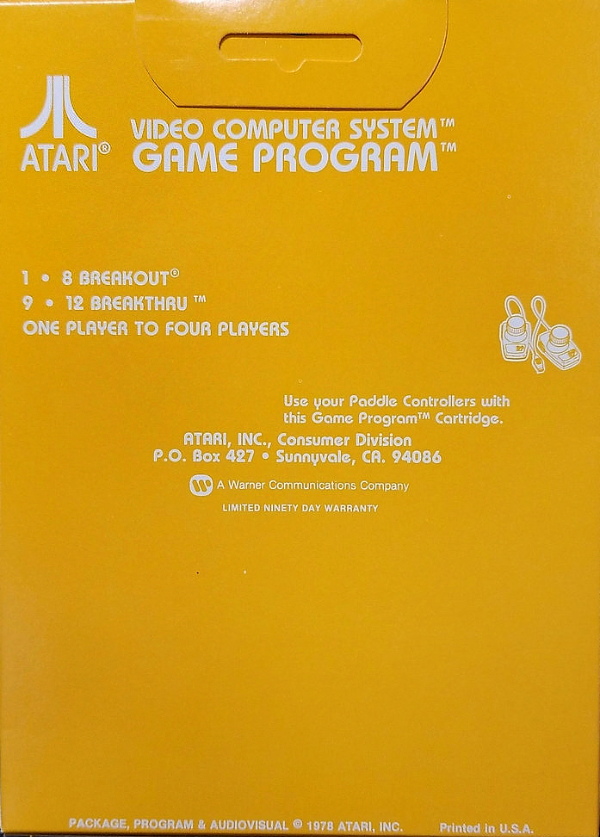 VIDEO COMPUTER SYSTEM™
ATARI® GAME PROGRAM™
1 • 8 BREAKOUT®
9 • 12 BREAKTHRU ™
ONE PLAYER TO FOUR PLAYERS
Use your Paddle Controllers with
this Game Program™ Cartridge.
ATARI, INC., Consumer Division
P.O. Box 427 • Sunnyvale, CA. 94086
A Warner Communications Company
LIMITED NINETY DAY WARRANTY
PACKAGE, PROGRAM & AUDIOVISUAL © 1978 ATARI, INC. Printed in U.S.A.